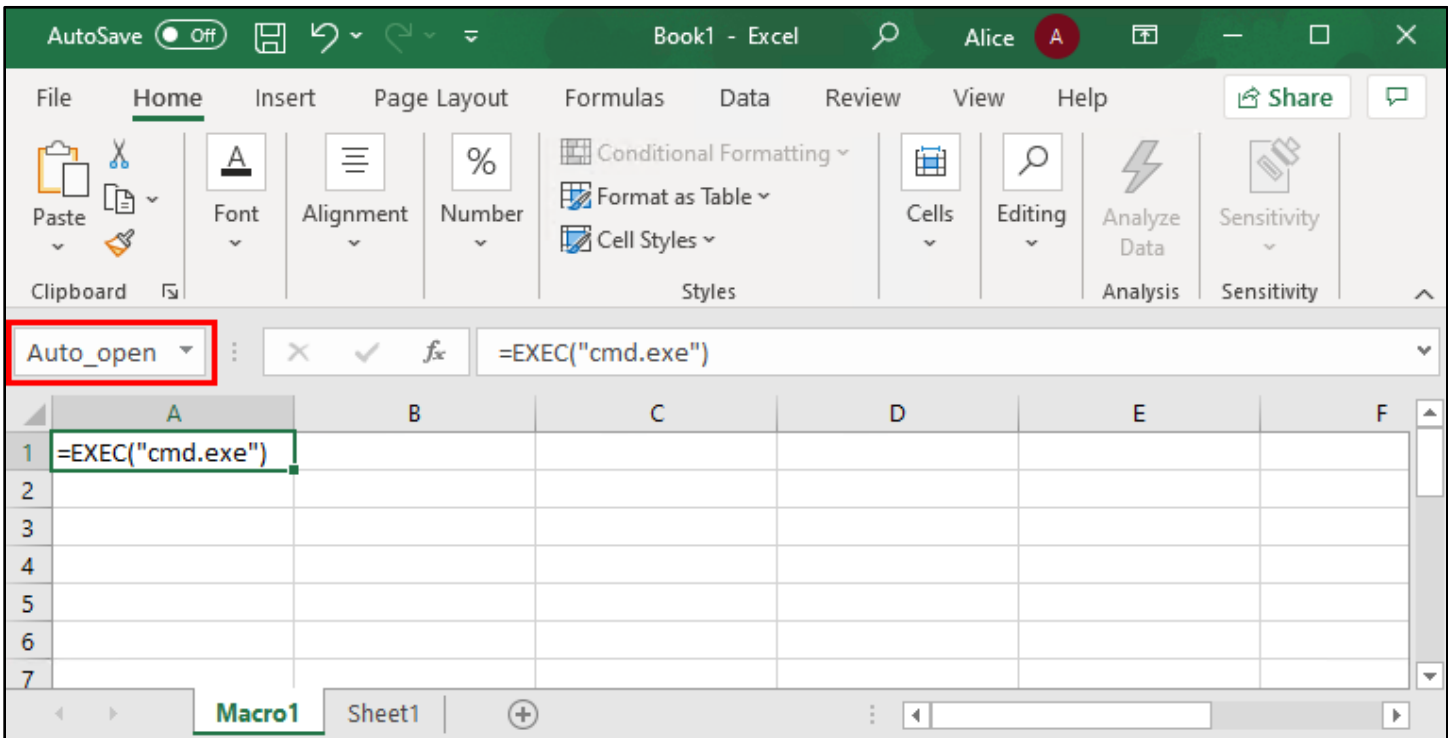 AutoSave Off Book1 - Excel Alice A
File Home Insert Page Layout Formulas Data Review View Help Share
Paste
Font
Alignment
Number
Conditional Formatting
Format as Table
Cell Styles
Cells
Editing
Analyze
Data
Sensitivity
Clipboard Styles Analysis Sensitivity
Auto_open fx =EXEC("cmd.exe")
A B C D E F
1 =EXEC("cmd.exe")
2
3
4
5
6
7
Macro1 Sheet1